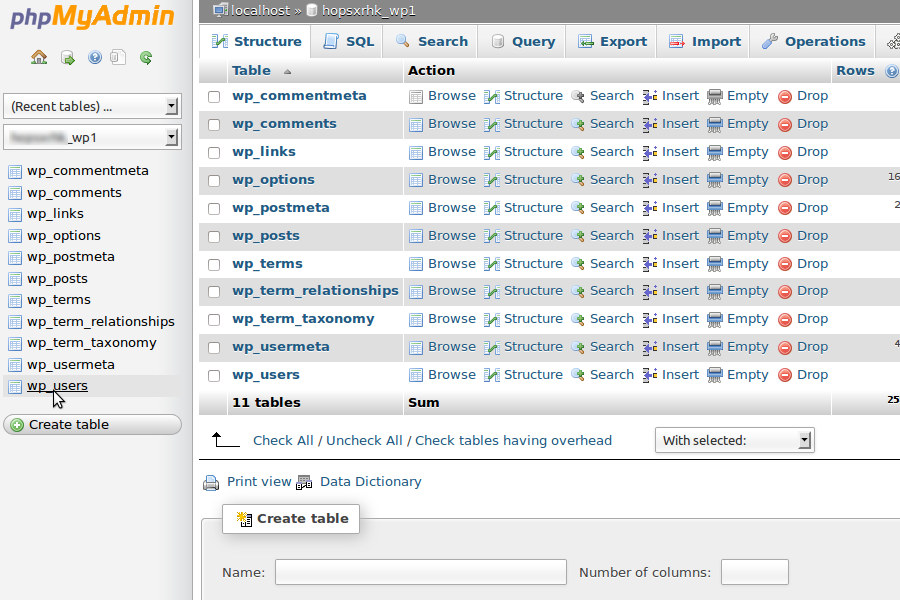 phpMyAdmin
(Recent tables) ...
_wp1
wp_commentmeta
wp_comments
wp_links
wp_options
wp_postmeta
wp_posts
wp_terms
wp_term_relationships
wp_term_taxonomy
wp_usermeta
wp_users
Create table
localhost » hopsxrhk_wp1
Structure SQL Search Query Export Import Operations
Table Action Rows
wp_commentmeta Browse Structure Search Insert Empty Drop
wp_comments Browse Structure Search Insert Empty Drop
wp_links Browse Structure Search Insert Empty Drop
wp_options Browse Structure Search Insert Empty Drop 16
wp_postmeta Browse Structure Search Insert Empty Drop 2
wp_posts Browse Structure Search Insert Empty Drop
wp_terms Browse Structure Search Insert Empty Drop
wp_term_relationships Browse Structure Search Insert Empty Drop
wp_term_taxonomy Browse Structure Search Insert Empty Drop
wp_usermeta Browse Structure Search Insert Empty Drop 4
wp_users Browse Structure Search Insert Empty Drop
11 tables Sum 25
Check All / Uncheck All / Check tables having overhead With selected:
Print view Data Dictionary
Create table
Name: Number of columns: